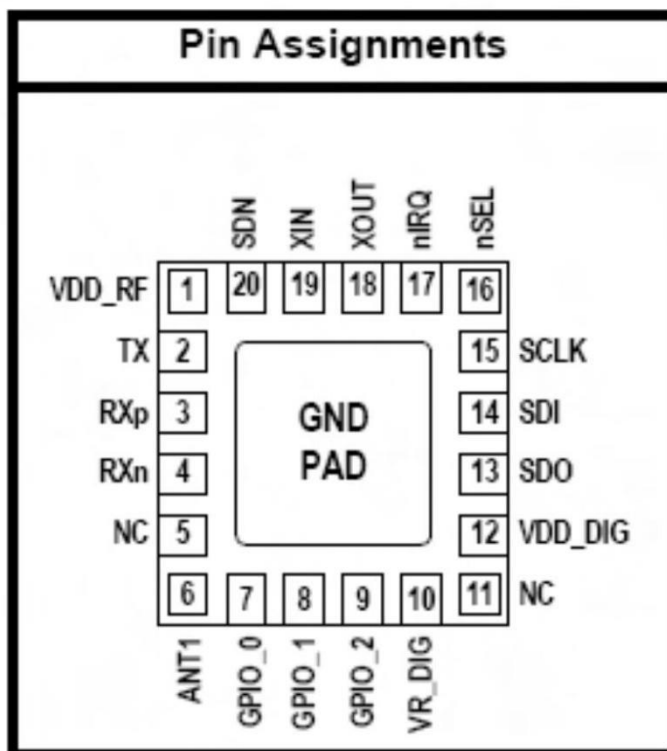 Pin Assignments
SDN XIN XOUT nIRQ nSEL
VDD_RF 1 20 19 18 17 16
TX 2 15 SCLK
RXp 3 GND 14 SDI
RXn 4 PAD 13 SDO
NC 5 12 VDD_DIG
6 7 8 9 10 11 NC
ANT1 GPIO_0 GPIO_1 GPIO_2 VR_DIG